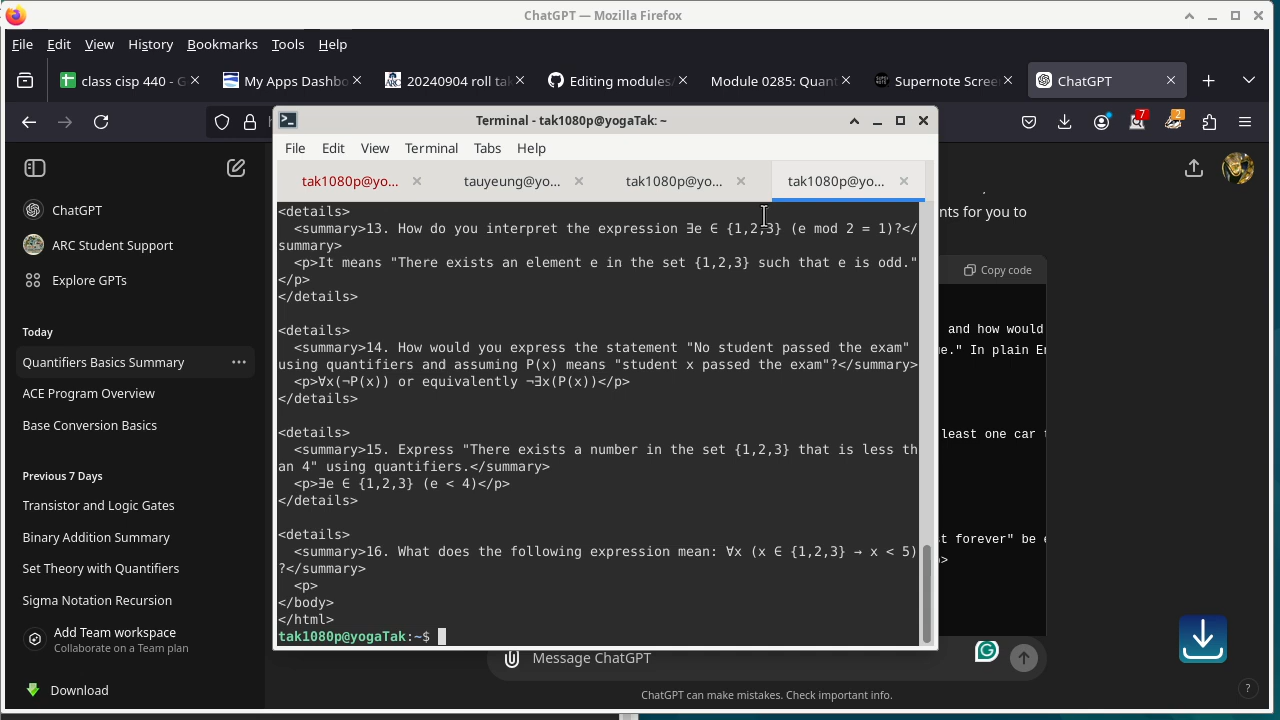 ChatGPT — Mozilla Firefox
File Edit View History Bookmarks Tools Help
class cisp 440 - G
My Apps Dashbo
20240904 roll tak
Editing modules/
Module 0285: Quant
Supernote Scree
ChatGPT
7
2
Terminal - tak1080p@yogaTak: ~
File Edit View Terminal Tabs Help
tak1080p@yo...
tauyeung@yo...
tak1080p@yo...
tak1080p@yo...
<details>
<summary>13. How do you interpret the expression ∃e ∈ {1,2,3} (e mod 2 = 1)?</
summary>
<p>It means "There exists an element e in the set {1,2,3} such that e is odd."
</p>
</details>
<details>
<summary>14. How would you express the statement "No student passed the exam"
using quantifiers and assuming P(x) means "student x passed the exam"?</summary>
<p>∀x(¬P(x)) or equivalently ¬∃x(P(x))</p>
</details>
<details>
<summary>15. Express "There exists a number in the set {1,2,3} that is less th
an 4" using quantifiers.</summary>
<p>∃e ∈ {1,2,3} (e < 4)</p>
</details>
<details>
<summary>16. What does the following expression mean: ∀x (x ∈ {1,2,3} → x < 5)
?</summary>
<p>
</body>
</html>
tak1080p@yogaTak:~$
ChatGPT
ARC Student Support
Explore GPTs
Today
Quantifiers Basics Summary
ACE Program Overview
Base Conversion Basics
Previous 7 Days
Transistor and Logic Gates
Binary Addition Summary
Set Theory with Quantifiers
Sigma Notation Recursion
Add Team workspace
Collaborate on a Team plan
Download
nts for you to
Copy code
and how would
e." In plain En
least one car t
t forever" be e
>
Message ChatGPT
ChatGPT can make mistakes. Check important info.
?